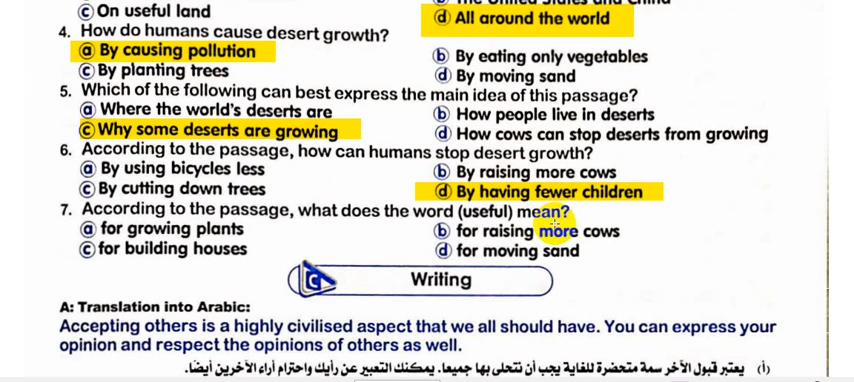 ⓒ On useful land
ⓓ All around the world
4. How do humans cause desert growth?
ⓐ By causing pollution
ⓑ By eating only vegetables
ⓒ By planting trees
ⓓ By moving sand
5. Which of the following can best express the main idea of this passage?
ⓐ Where the world's deserts are
ⓑ How people live in deserts
ⓒ Why some deserts are growing
ⓓ How cows can stop deserts from growing
6. According to the passage, how can humans stop desert growth?
ⓐ By using bicycles less
ⓑ By raising more cows
ⓒ By cutting down trees
ⓓ By having fewer children
7. According to the passage, what does the word (useful) mean?
ⓐ for growing plants
ⓑ for raising more cows
ⓒ for building houses
ⓓ for moving sand
C Writing
A: Translation into Arabic:
Accepting others is a highly civilised aspect that we all should have. You can express your
opinion and respect the opinions of others as well.
(أ) يعتبر قبول الآخر سمة متحضرة للغاية يجب أن نتحلى بها جميعا. يمكنك التعبير عن رأيك واحترام أراء الآخرين أيضًا.